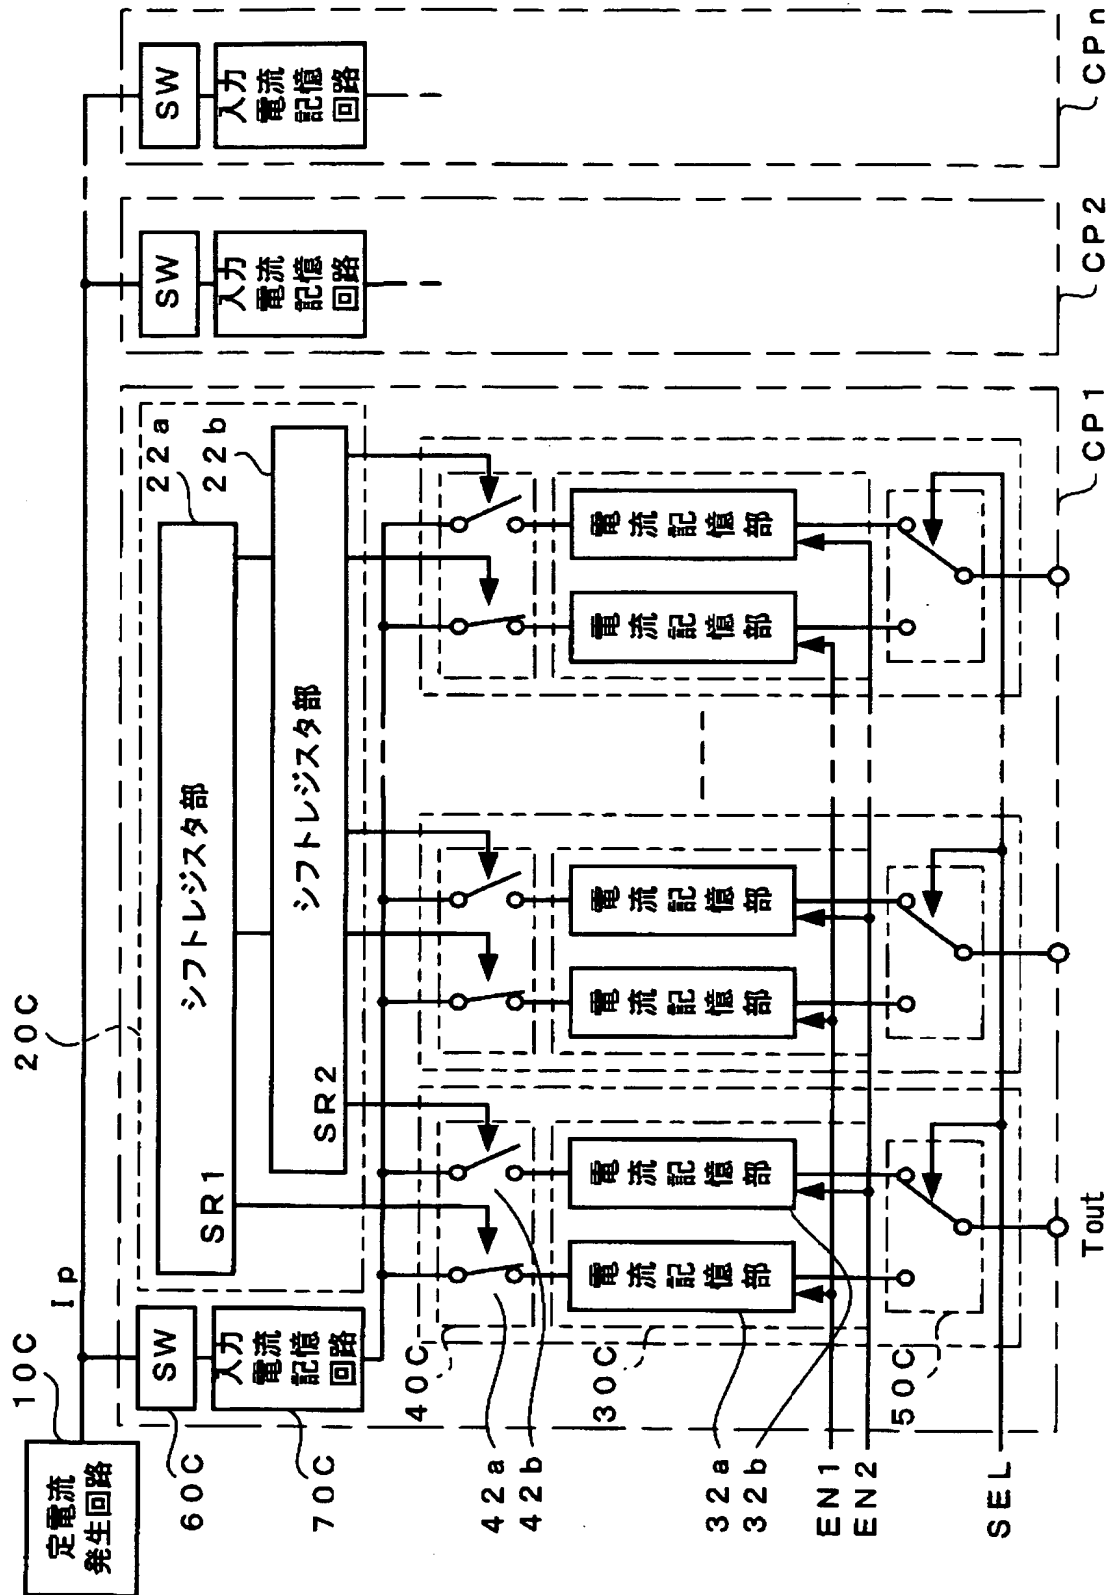 定電流
発生回路
10C
Ip
20C
60C
SW
70C
入力
電流
記憶
回路
シフトレジスタ部
SR1
22a
シフトレジスタ部
SR2
22b
SW
入力
電流
記憶
回路
SW
入力
電流
記憶
回路
40C
42a
42b
30C
電流記憶部
電流記憶部
電流記憶部
電流記憶部
電流記憶部
電流記憶部
32a
32b
EN1
EN2
50C
SEL
Tout
CP1
CP2
CPn